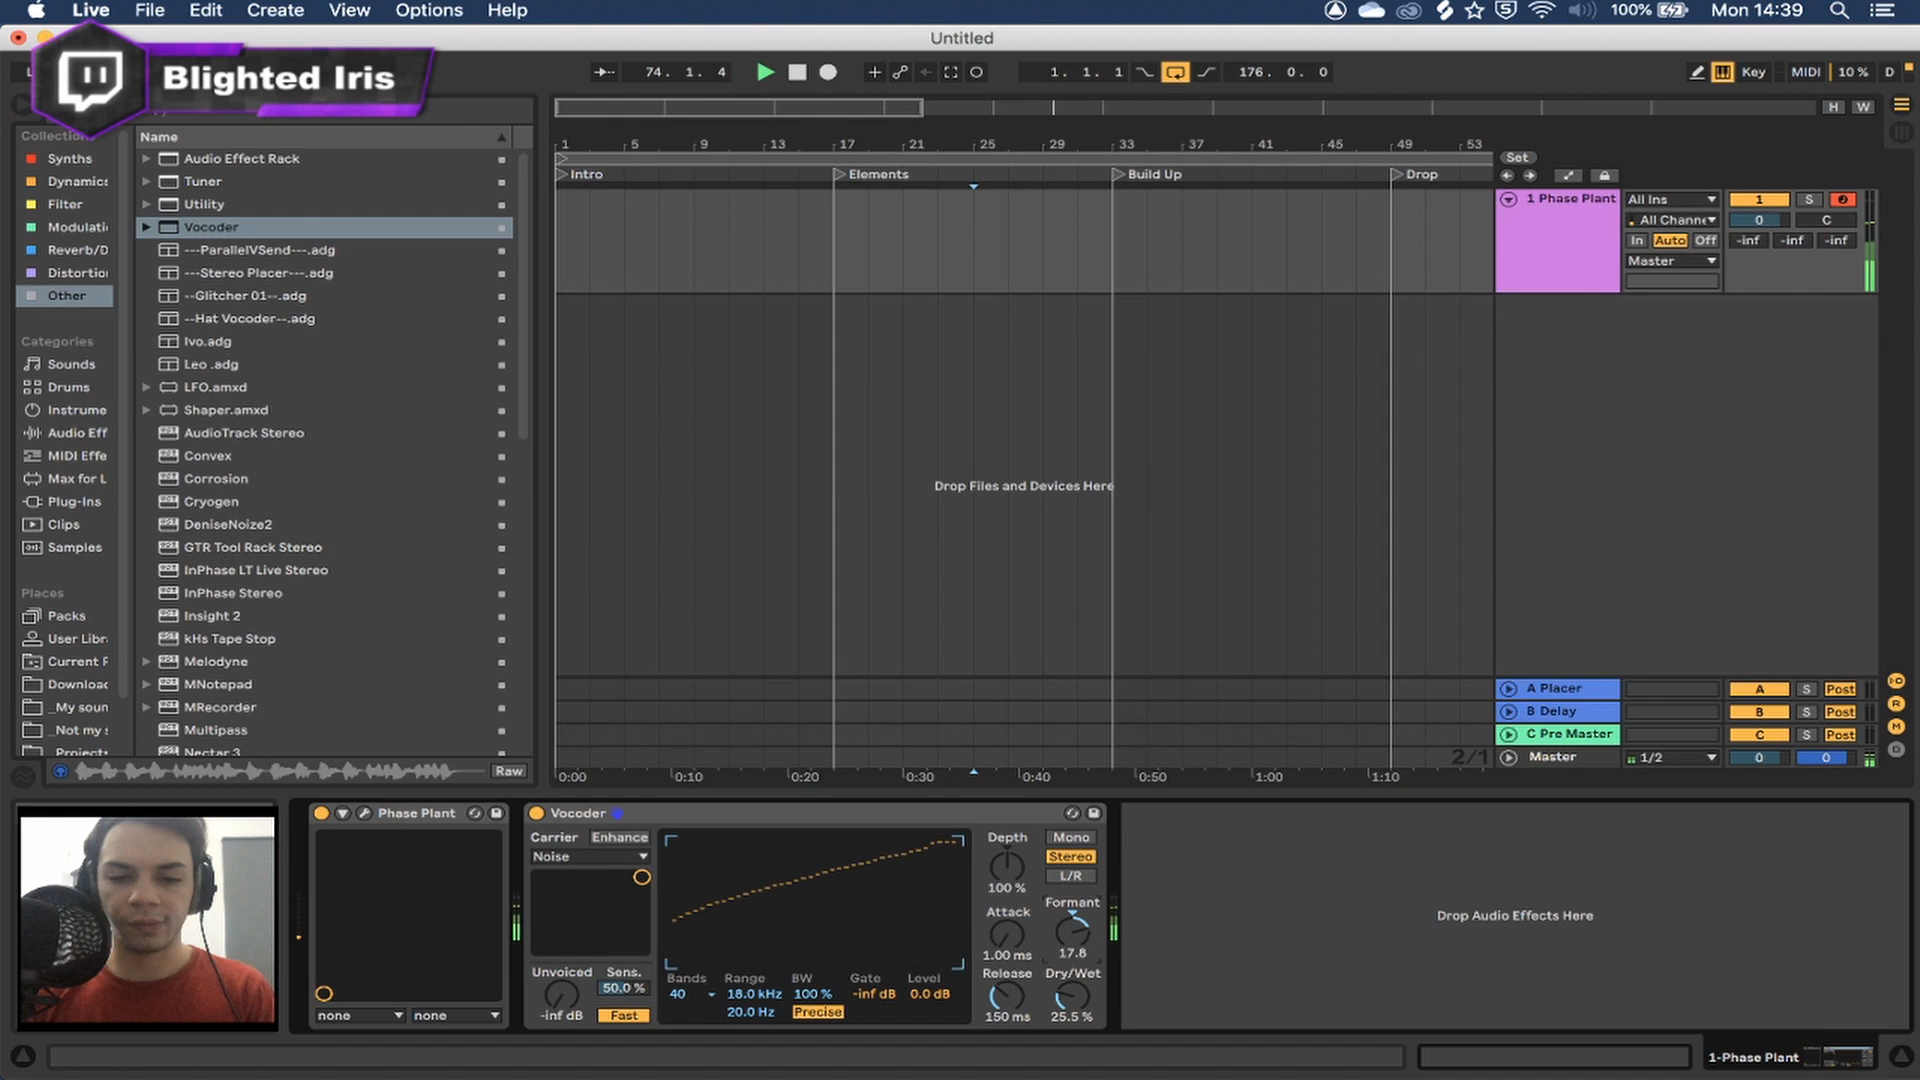 Live File Edit Create View Options Help 100% Mon 14:39
Untitled
Blighted Iris
74. 1. 4 1. 1. 1 176. 0. 0 Key MIDI 10 % D
H W
Collection
Name
Synths
Dynamics
Filter
Modulati
Reverb/D
Distortion
Other
Categories
Sounds
Drums
Instrume
Audio Eff
MIDI Effe
Max for L
Plug-Ins
Clips
Samples
Places
Packs
User Libr
Current P
Downloac
_My soun
_Not my s
_Projects
Audio Effect Rack
Tuner
Utility
Vocoder
---ParallelVSend---.adg
---Stereo Placer---.adg
--Glitcher 01--.adg
--Hat Vocoder--.adg
Ivo.adg
Leo .adg
LFO.amxd
Shaper.amxd
AudioTrack Stereo
Convex
Corrosion
Cryogen
DeniseNoize2
GTR Tool Rack Stereo
InPhase LT Live Stereo
InPhase Stereo
Insight 2
kHs Tape Stop
Melodyne
MNotepad
MRecorder
Multipass
Nectar 3
Raw
1 5 9 13 17 21 25 29 33 37 41 45 49 53
Set
Intro Elements Build Up Drop
Drop Files and Devices Here
1 Phase Plant All Ins 1 S
All Channe 0 C
In Auto Off -inf -inf -inf
Master
A Placer A S Post
B Delay B S Post
C Pre Master C S Post
2/1 Master 1/2 0 0
0:00 0:10 0:20 0:30 0:40 0:50 1:00 1:10
Phase Plant
none none
Vocoder
Carrier Enhance
Noise
Unvoiced Sens.
50.0 %
-inf dB Fast
Bands Range BW Gate Level
40 18.0 kHz 100 % -inf dB 0.0 dB
20.0 Hz Precise
Depth
100 %
Attack
1.00 ms
Release
150 ms
Mono
Stereo
L/R
Formant
17.8
Dry/Wet
25.5 %
Drop Audio Effects Here
1-Phase Plant